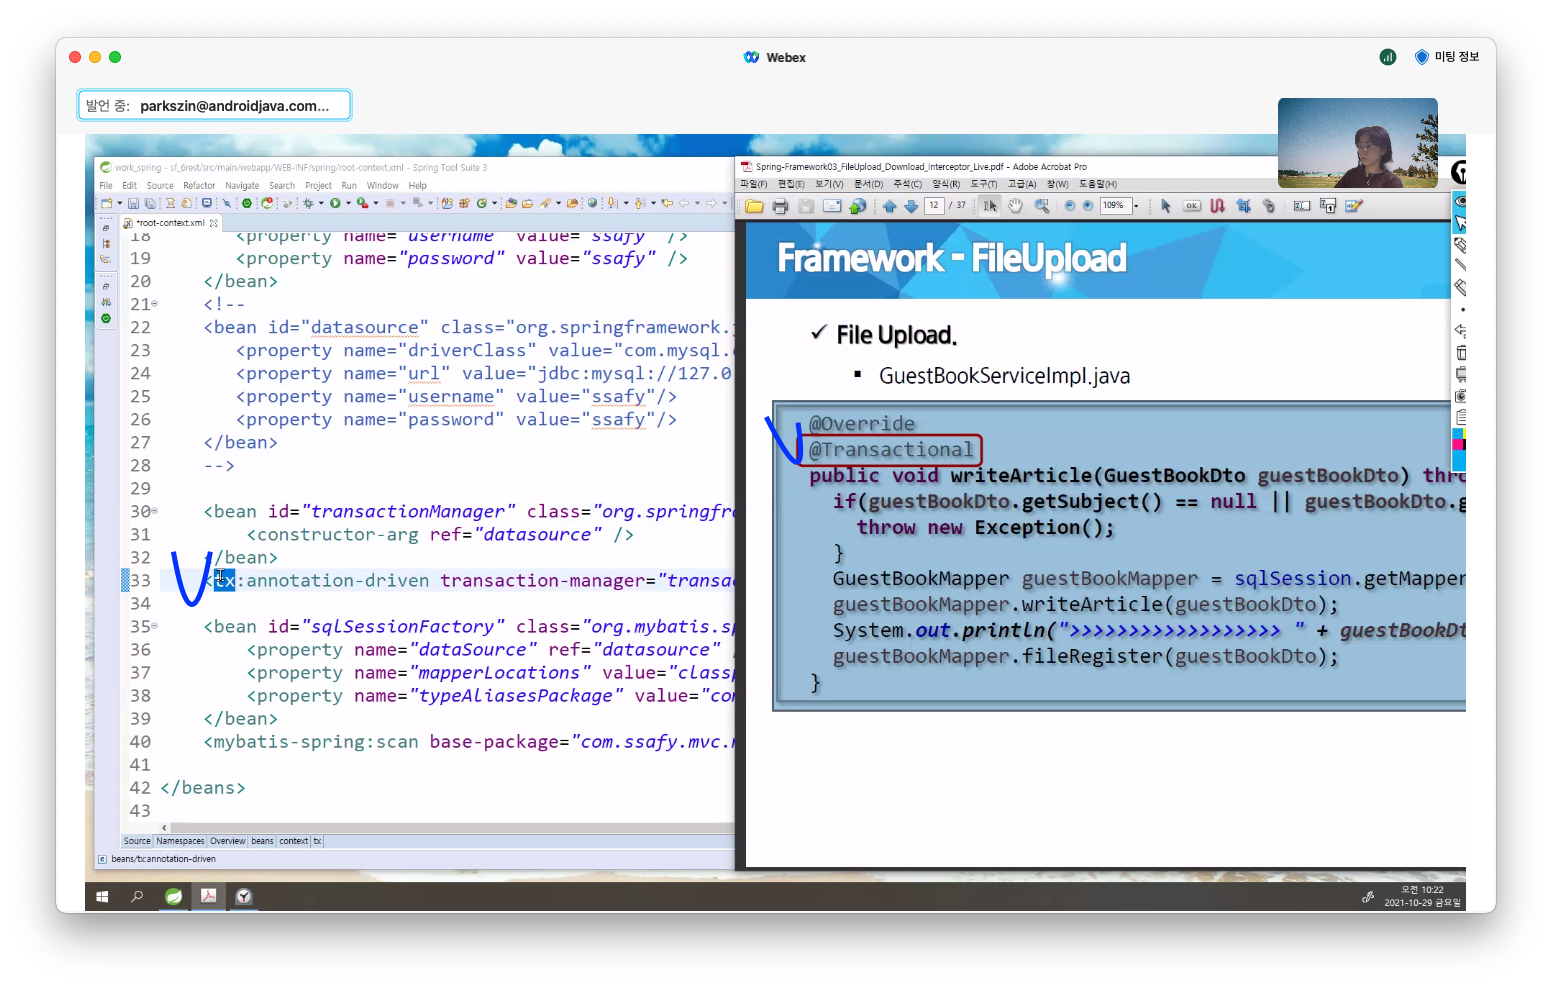 Webex
미팅 정보
발언 중: parkszin@androidjava.com...
work_spring - sf_6rest/src/main/webapp/WEB-INF/spring/root-context.xml - Spring Tool Suite 3
File Edit Source Refactor Navigate Search Project Run Window Help
*root-context.xml
18 <property name="username" value="ssafy" />
19 <property name="password" value="ssafy" />
20 </bean>
21 <!--
22 <bean id="datasource" class="org.springframework.
23 <property name="driverClass" value="com.mysql.
24 <property name="url" value="jdbc:mysql://127.0
25 <property name="username" value="ssafy"/>
26 <property name="password" value="ssafy"/>
27 </bean>
28 -->
29
30 <bean id="transactionManager" class="org.springfr
31 <constructor-arg ref="datasource" />
32 </bean>
33 <tx:annotation-driven transaction-manager="transa
34
35 <bean id="sqlSessionFactory" class="org.mybatis.s
36 <property name="dataSource" ref="datasource"
37 <property name="mapperLocations" value="class
38 <property name="typeAliasesPackage" value="co
39 </bean>
40 <mybatis-spring:scan base-package="com.ssafy.mvc.
41
42 </beans>
43
Source Namespaces Overview beans context tx
beans/tx:annotation-driven
Spring-Framework03_FileUpload_Download_Interceptor_Live.pdf - Adobe Acrobat Pro
파일(F) 편집(E) 보기(V) 문서(D) 주석(C) 양식(R) 도구(T) 고급(A) 창(W) 도움말(H)
12 / 37 109%
Framework - FileUpload
✓ File Upload.
▪ GuestBookServiceImpl.java
@Override
@Transactional
public void writeArticle(GuestBookDto guestBookDto) thr
if(guestBookDto.getSubject() == null || guestBookDto.g
throw new Exception();
}
GuestBookMapper guestBookMapper = sqlSession.getMapper
guestBookMapper.writeArticle(guestBookDto);
System.out.println(">>>>>>>>>>>>>>>>>> " + guestBookDt
guestBookMapper.fileRegister(guestBookDto);
}
오전 10:22
2021-10-29 금요일